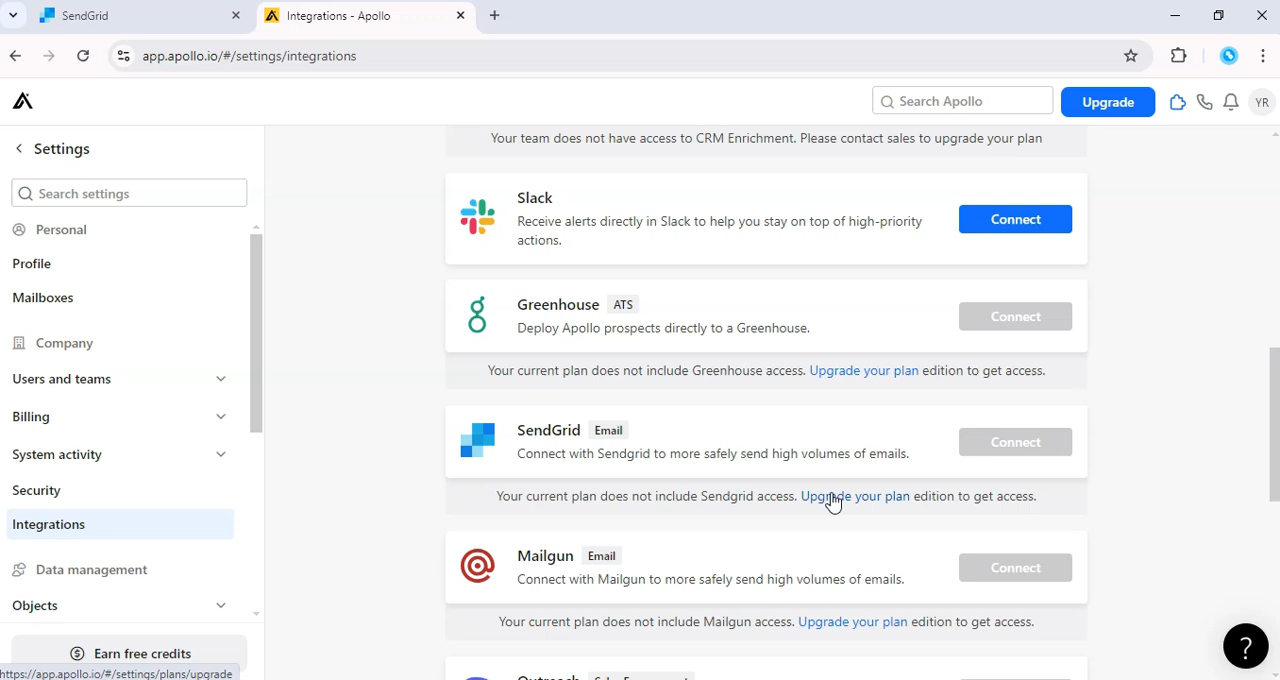 SendGrid
Integrations - Apollo
app.apollo.io/#/settings/integrations
Search Apollo
Upgrade
YR
Settings
Search settings
Personal
Profile
Mailboxes
Company
Users and teams
Billing
System activity
Security
Integrations
Data management
Objects
Earn free credits
https://app.apollo.io/#/settings/plans/upgrade
Your team does not have access to CRM Enrichment. Please contact sales to upgrade your plan
Slack
Receive alerts directly in Slack to help you stay on top of high-priority
actions.
Connect
Greenhouse ATS
Deploy Apollo prospects directly to a Greenhouse.
Connect
Your current plan does not include Greenhouse access. Upgrade your plan edition to get access.
SendGrid Email
Connect with Sendgrid to more safely send high volumes of emails.
Connect
Your current plan does not include Sendgrid access. Upgrade your plan edition to get access.
Mailgun Email
Connect with Mailgun to more safely send high volumes of emails.
Connect
Your current plan does not include Mailgun access. Upgrade your plan edition to get access.
Outreach
?